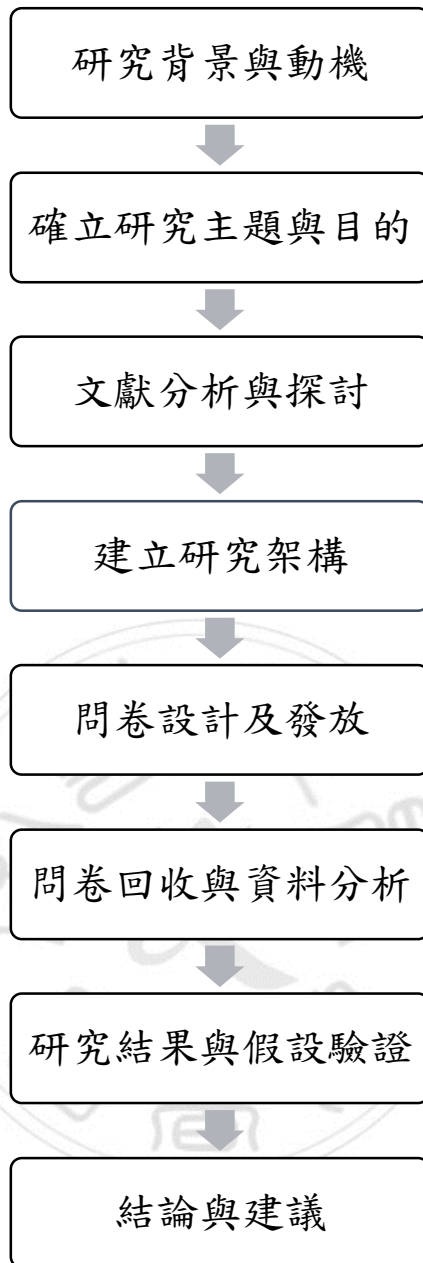 研究背景與動機
確立研究主題與目的
文獻分析與探討
建立研究架構
問卷設計及發放
問卷回收與資料分析
研究結果與假設驗證
結論與建議